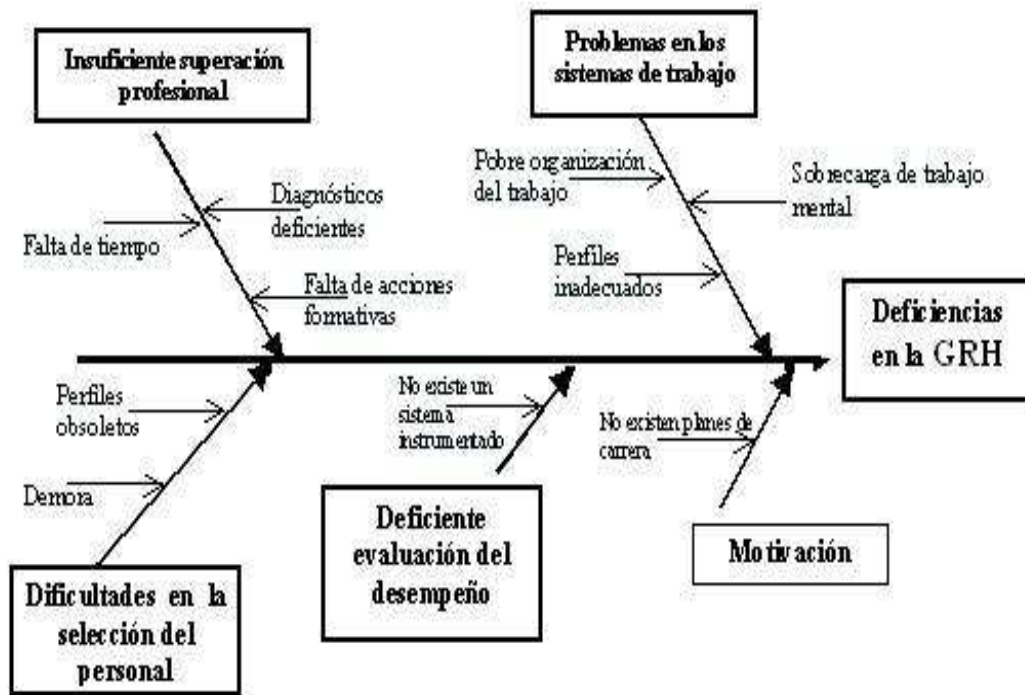 Insuficiente superación
profesional
Problemas en los
sistemas de trabajo
Pobre organización
del trabajo
Sobrecarga de trabajo
mental
Diagnósticos
deficientes
Falta de tiempo
Perfiles
inadecuados
Falta de acciones
formativas
Deficiencias
en la GRH
Perfiles
obsoletos
No existe un
sistema
instrumentado
No existen planes de
carrera
Demora
Deficiente
evaluación del
desempeño
Motivación
Dificultades en la
selección del
personal